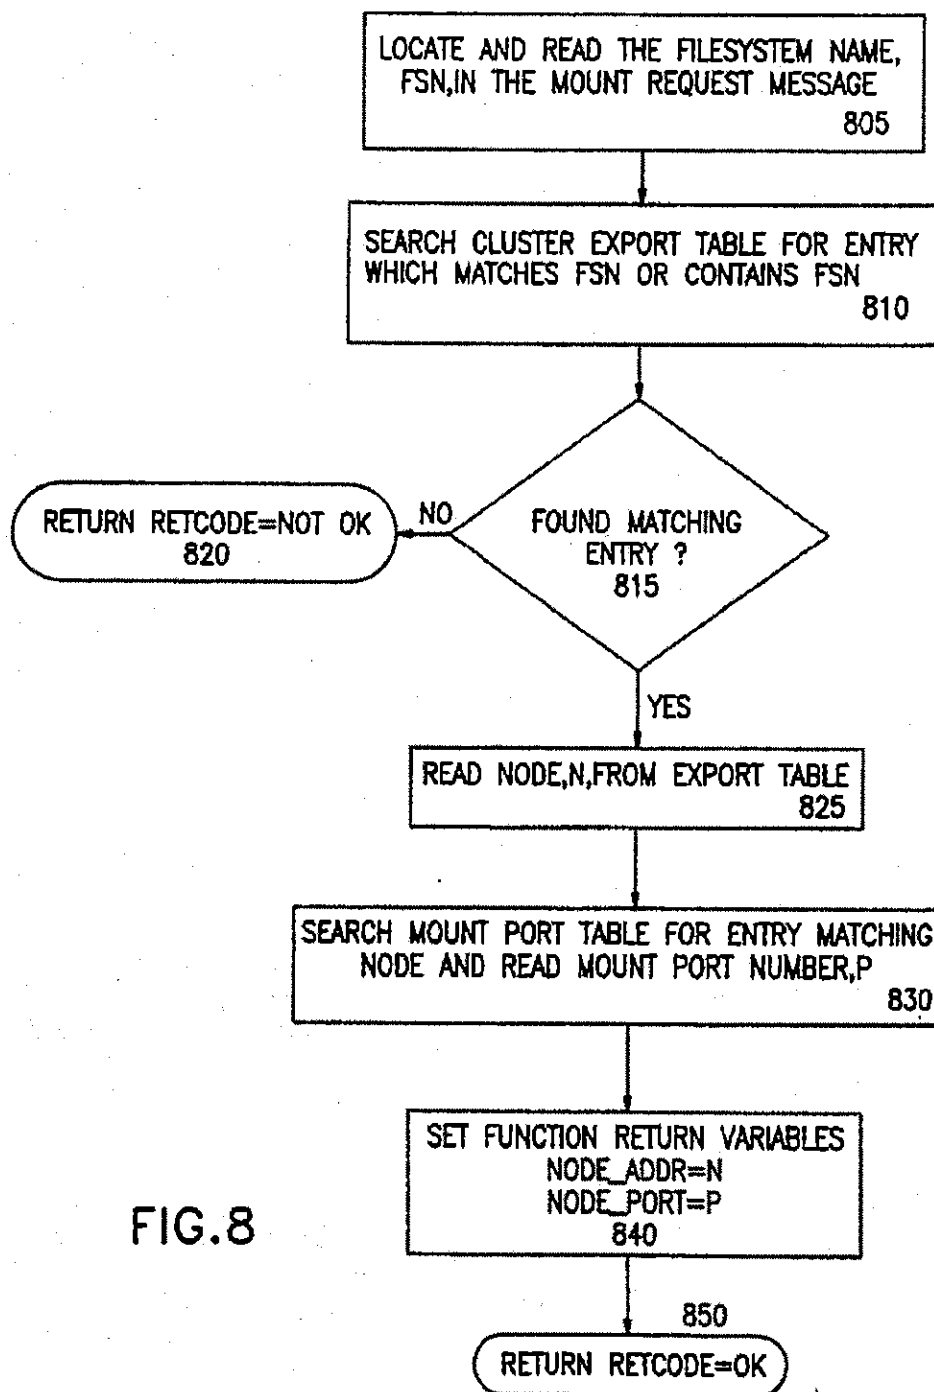 LOCATE AND READ THE FILESYSTEM NAME,
FSN,IN THE MOUNT REQUEST MESSAGE
805
SEARCH CLUSTER EXPORT TABLE FOR ENTRY
WHICH MATCHES FSN OR CONTAINS FSN
810
FOUND MATCHING
ENTRY ?
815
NO
RETURN RETCODE=NOT OK
820
YES
READ NODE,N,FROM EXPORT TABLE
825
SEARCH MOUNT PORT TABLE FOR ENTRY MATCHING
NODE AND READ MOUNT PORT NUMBER,P
830
SET FUNCTION RETURN VARIABLES
NODE_ADDR=N
NODE_PORT=P
840
850
RETURN RETCODE=OK
FIG.8